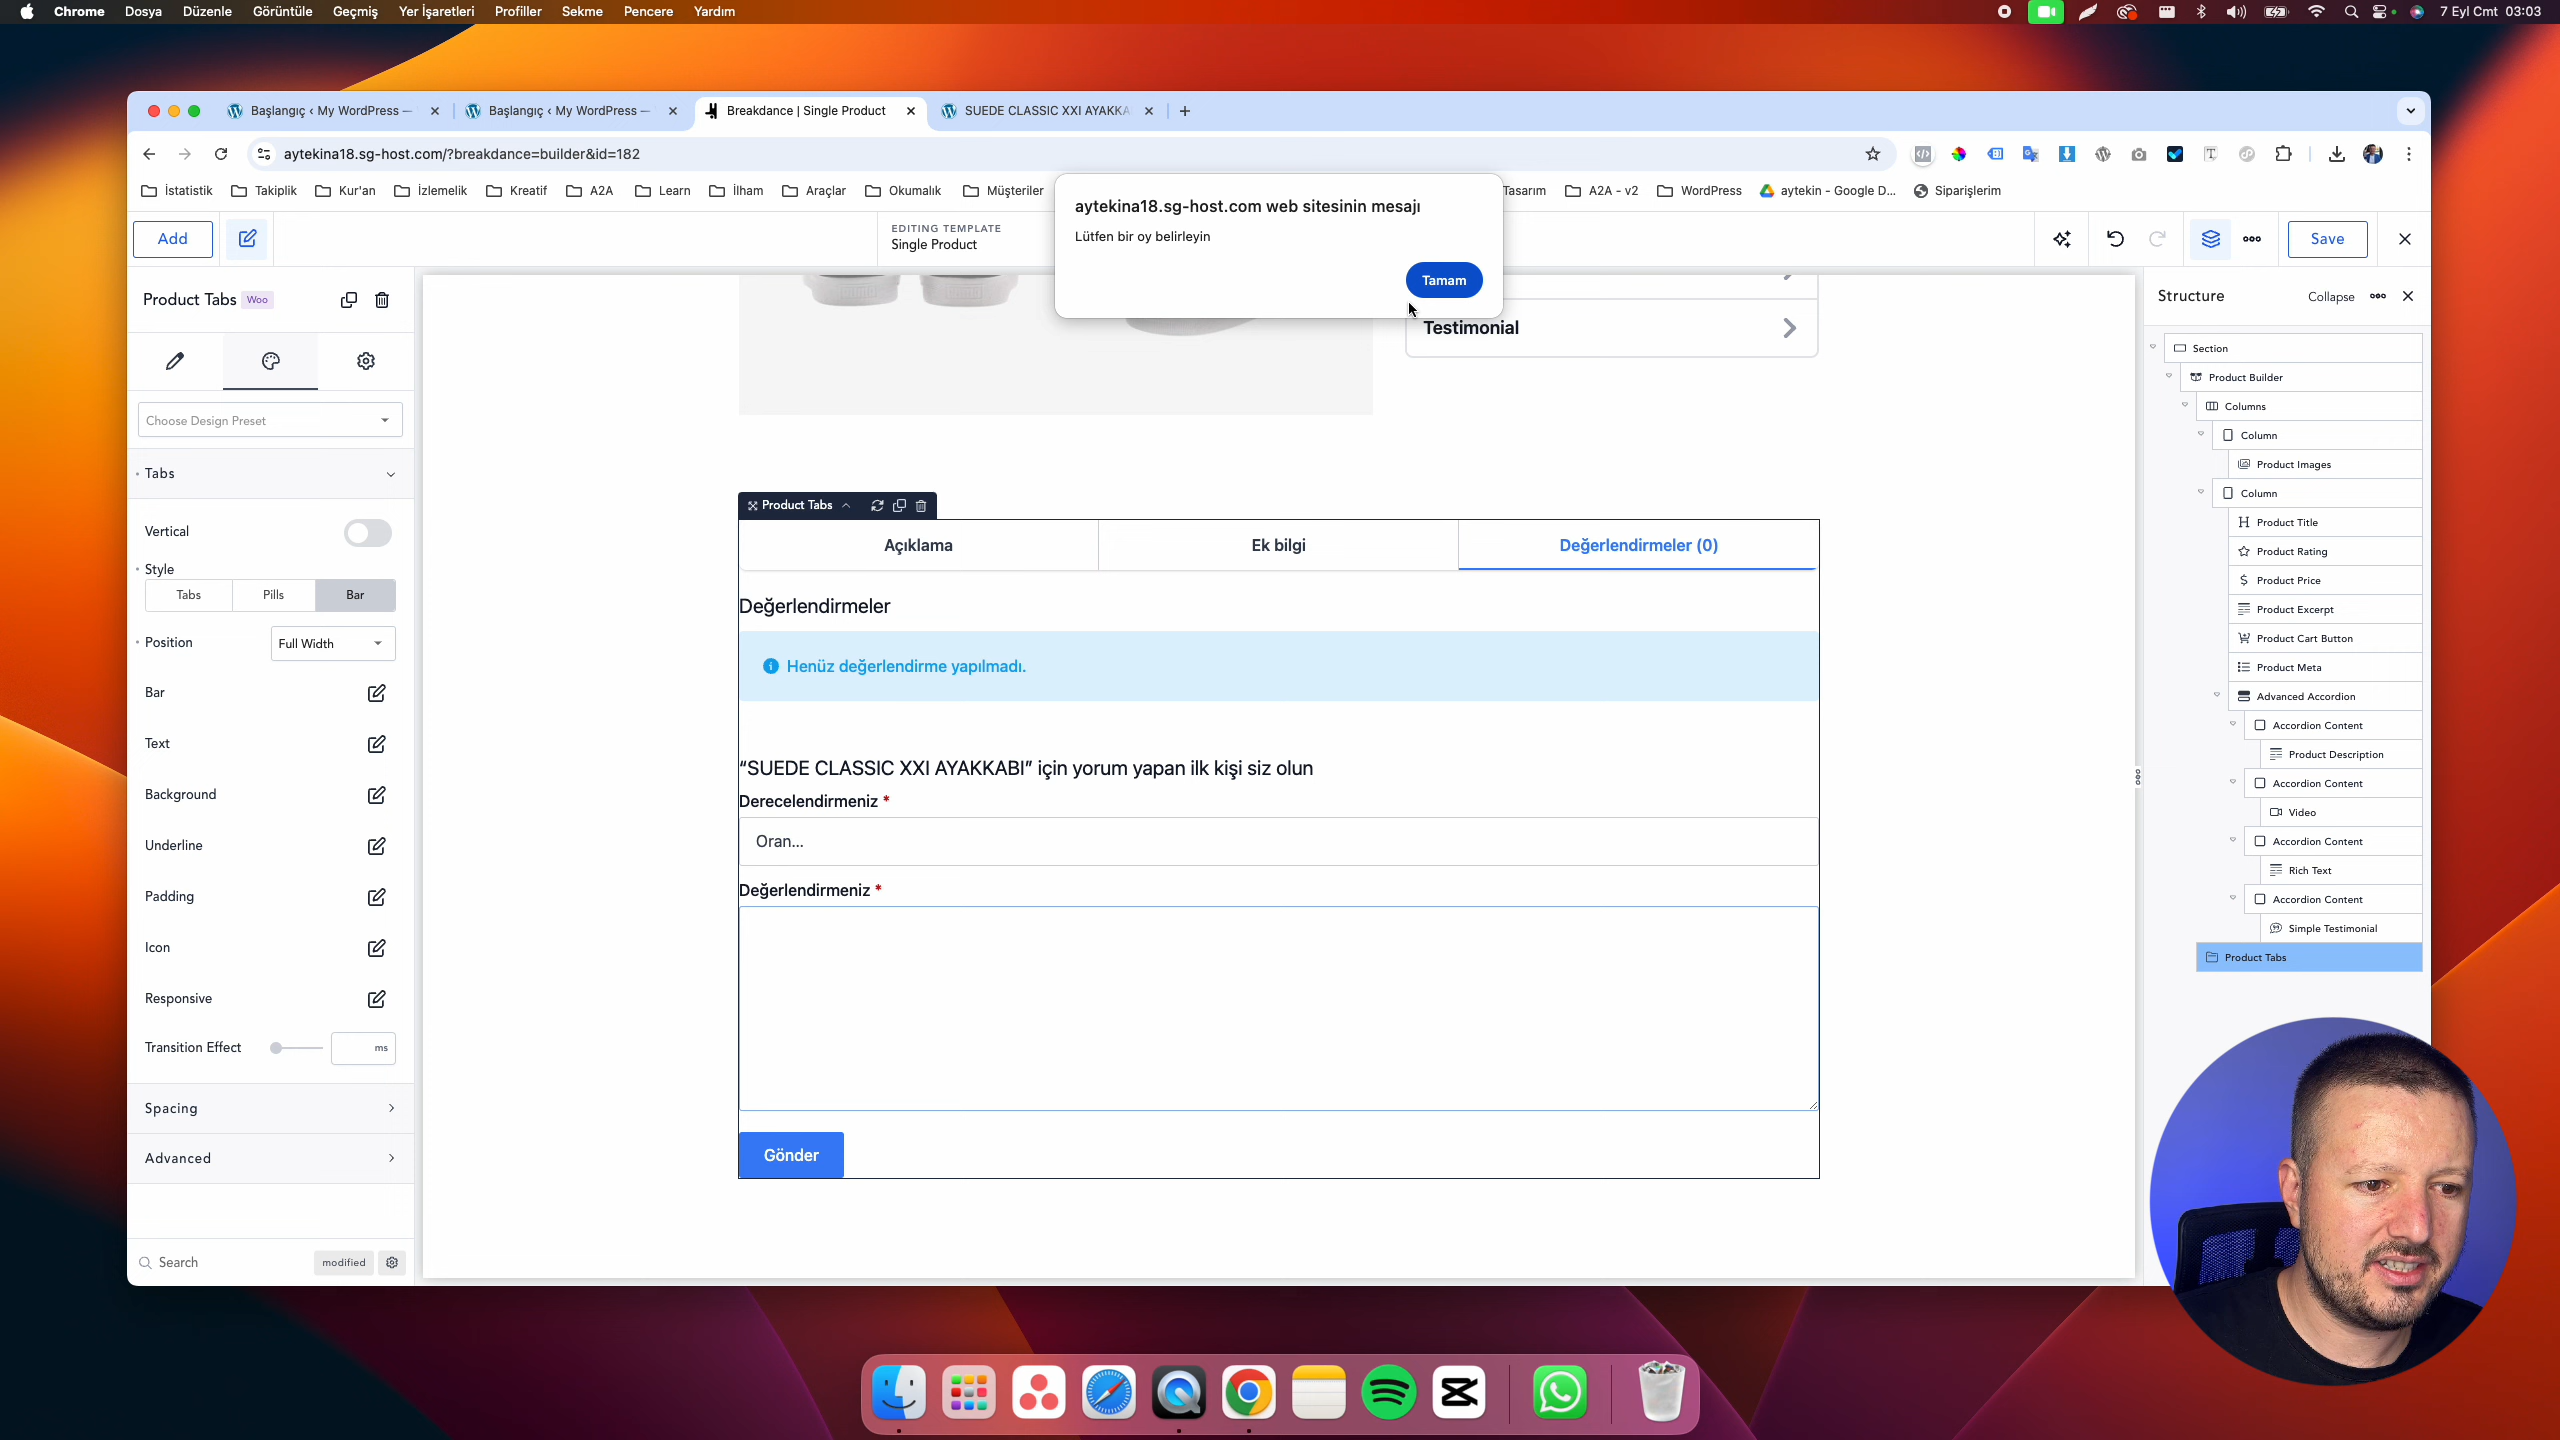 Chrome Dosya Düzenle Görüntüle Geçmiş Yer İşaretleri Profiller Sekme Pencere Yardım
7 Eyl Cmt 03:03
Başlangıç ‹ My WordPress —
Başlangıç ‹ My WordPress —
Breakdance | Single Product
SUEDE CLASSIC XXI AYAKKA
aytekina18.sg-host.com/?breakdance=builder&id=182
İstatistik Takiplik Kur'an İzlemelik Kreatif A2A Learn İlham Araçlar Okumalık Müşteriler Tasarım A2A - v2 WordPress aytekin - Google D... Siparişlerim
aytekina18.sg-host.com web sitesinin mesajı
Lütfen bir oy belirleyin
Tamam
Add
EDITING TEMPLATE
Single Product
Save
Product Tabs Woo
Choose Design Preset
Tabs
Vertical
Style
Tabs Pills Bar
Position Full Width
Bar
Text
Background
Underline
Padding
Icon
Responsive
Transition Effect ms
Spacing
Advanced
Search modified
Testimonial
Product Tabs
Açıklama Ek bilgi Değerlendirmeler (0)
Değerlendirmeler
Henüz değerlendirme yapılmadı.
“SUEDE CLASSIC XXI AYAKKABI” için yorum yapan ilk kişi siz olun
Derecelendirmeniz *
Oran...
Değerlendirmeniz *
Gönder
Structure Collapse
Section
Product Builder
Columns
Column
Product Images
Column
Product Title
Product Rating
Product Price
Product Excerpt
Product Cart Button
Product Meta
Advanced Accordion
Accordion Content
Product Description
Accordion Content
Video
Accordion Content
Rich Text
Accordion Content
Simple Testimonial
Product Tabs